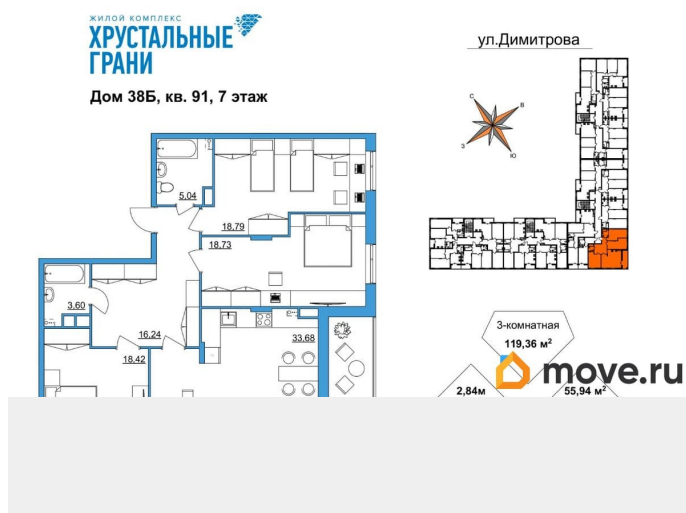 ЖИЛОЙ КОМПЛЕКС
ХРУСТАЛЬНЫЕ
ГРАНИ
Дом 38Б, кв. 91, 7 этаж
ул.Димитрова
С
В
З
Ю
5.04
18.79
18.73
3.60
16.24
18.42
33.68
3-комнатная
119,36 м²
move.ru
2,84м
55,94 м²